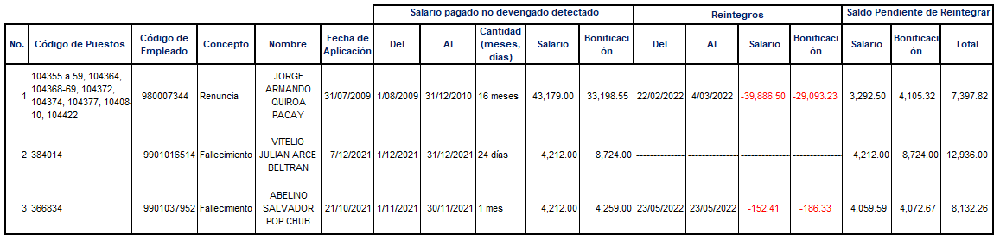 Salario pagado no devengado detectado Reintegros Saldo Pendiente de Reintegrar
No. Código de Puestos Código de Empleado Concepto Nombre Fecha de Aplicación Del Al Cantidad (meses, días) Salario Bonificación Del Al Salario Bonificación Salario Bonificación Total
1 104355 a 59, 104364, 104368-69, 104372, 104374, 104377, 10408-10, 104422 980007344 Renuncia JORGE ARMANDO QUIROA PACAY 31/07/2009 1/08/2009 31/12/2010 16 meses 43,179.00 33,198.55 22/02/2022 4/03/2022 -39,886.50 -29,093.23 3,292.50 4,105.32 7,397.82
2 384014 9901016514 Fallecimiento VITELIO JULIAN ARCE BELTRAN 7/12/2021 1/12/2021 31/12/2021 24 días 4,212.00 8,724.00 -------------- -------------- -------------- -------------- 4,212.00 8,724.00 12,936.00
3 366834 9901037952 Fallecimiento ABELINO SALVADOR POP CHUB 21/10/2021 1/11/2021 30/11/2021 1 mes 4,212.00 4,259.00 23/05/2022 23/05/2022 -152.41 -186.33 4,059.59 4,072.67 8,132.26